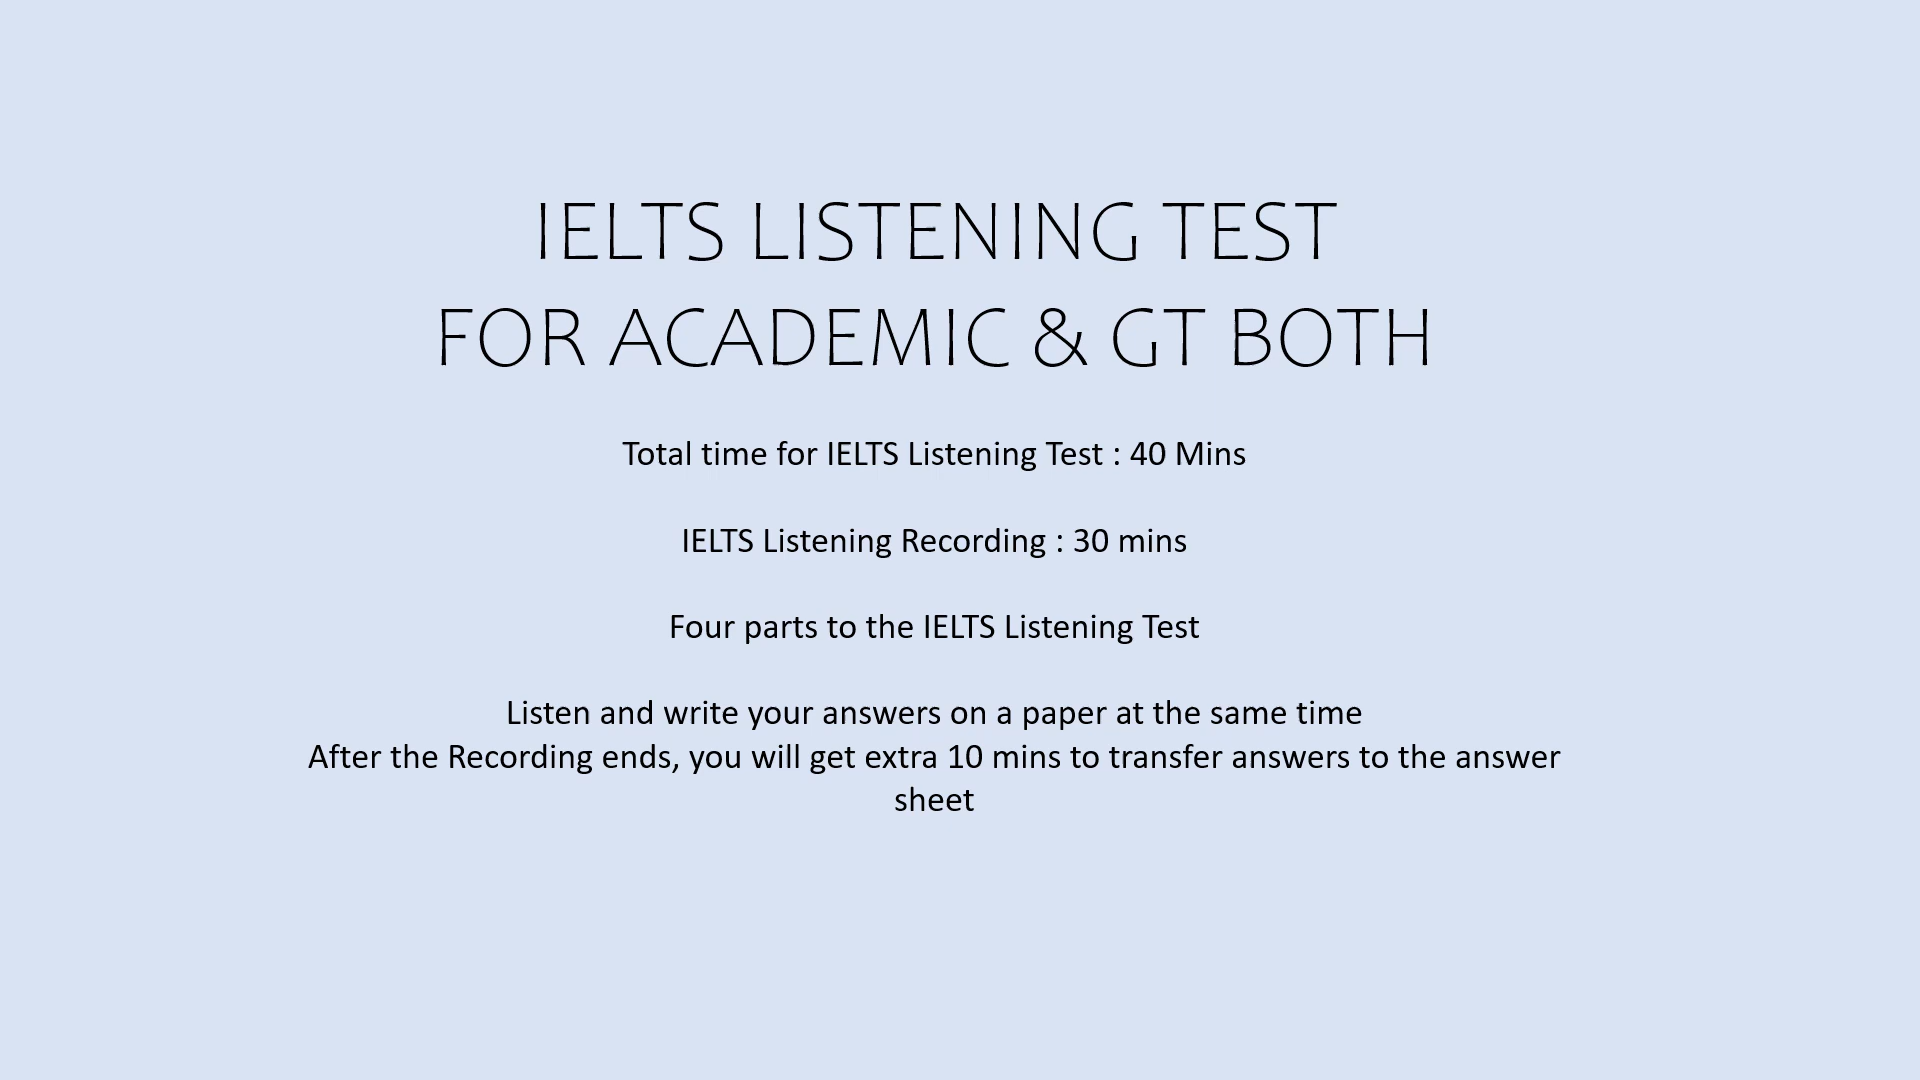 IELTS LISTENING TEST
FOR ACADEMIC & GT BOTH
Total time for IELTS Listening Test : 40 Mins
IELTS Listening Recording : 30 mins
Four parts to the IELTS Listening Test
Listen and write your answers on a paper at the same time
After the Recording ends, you will get extra 10 mins to transfer answers to the answer
sheet